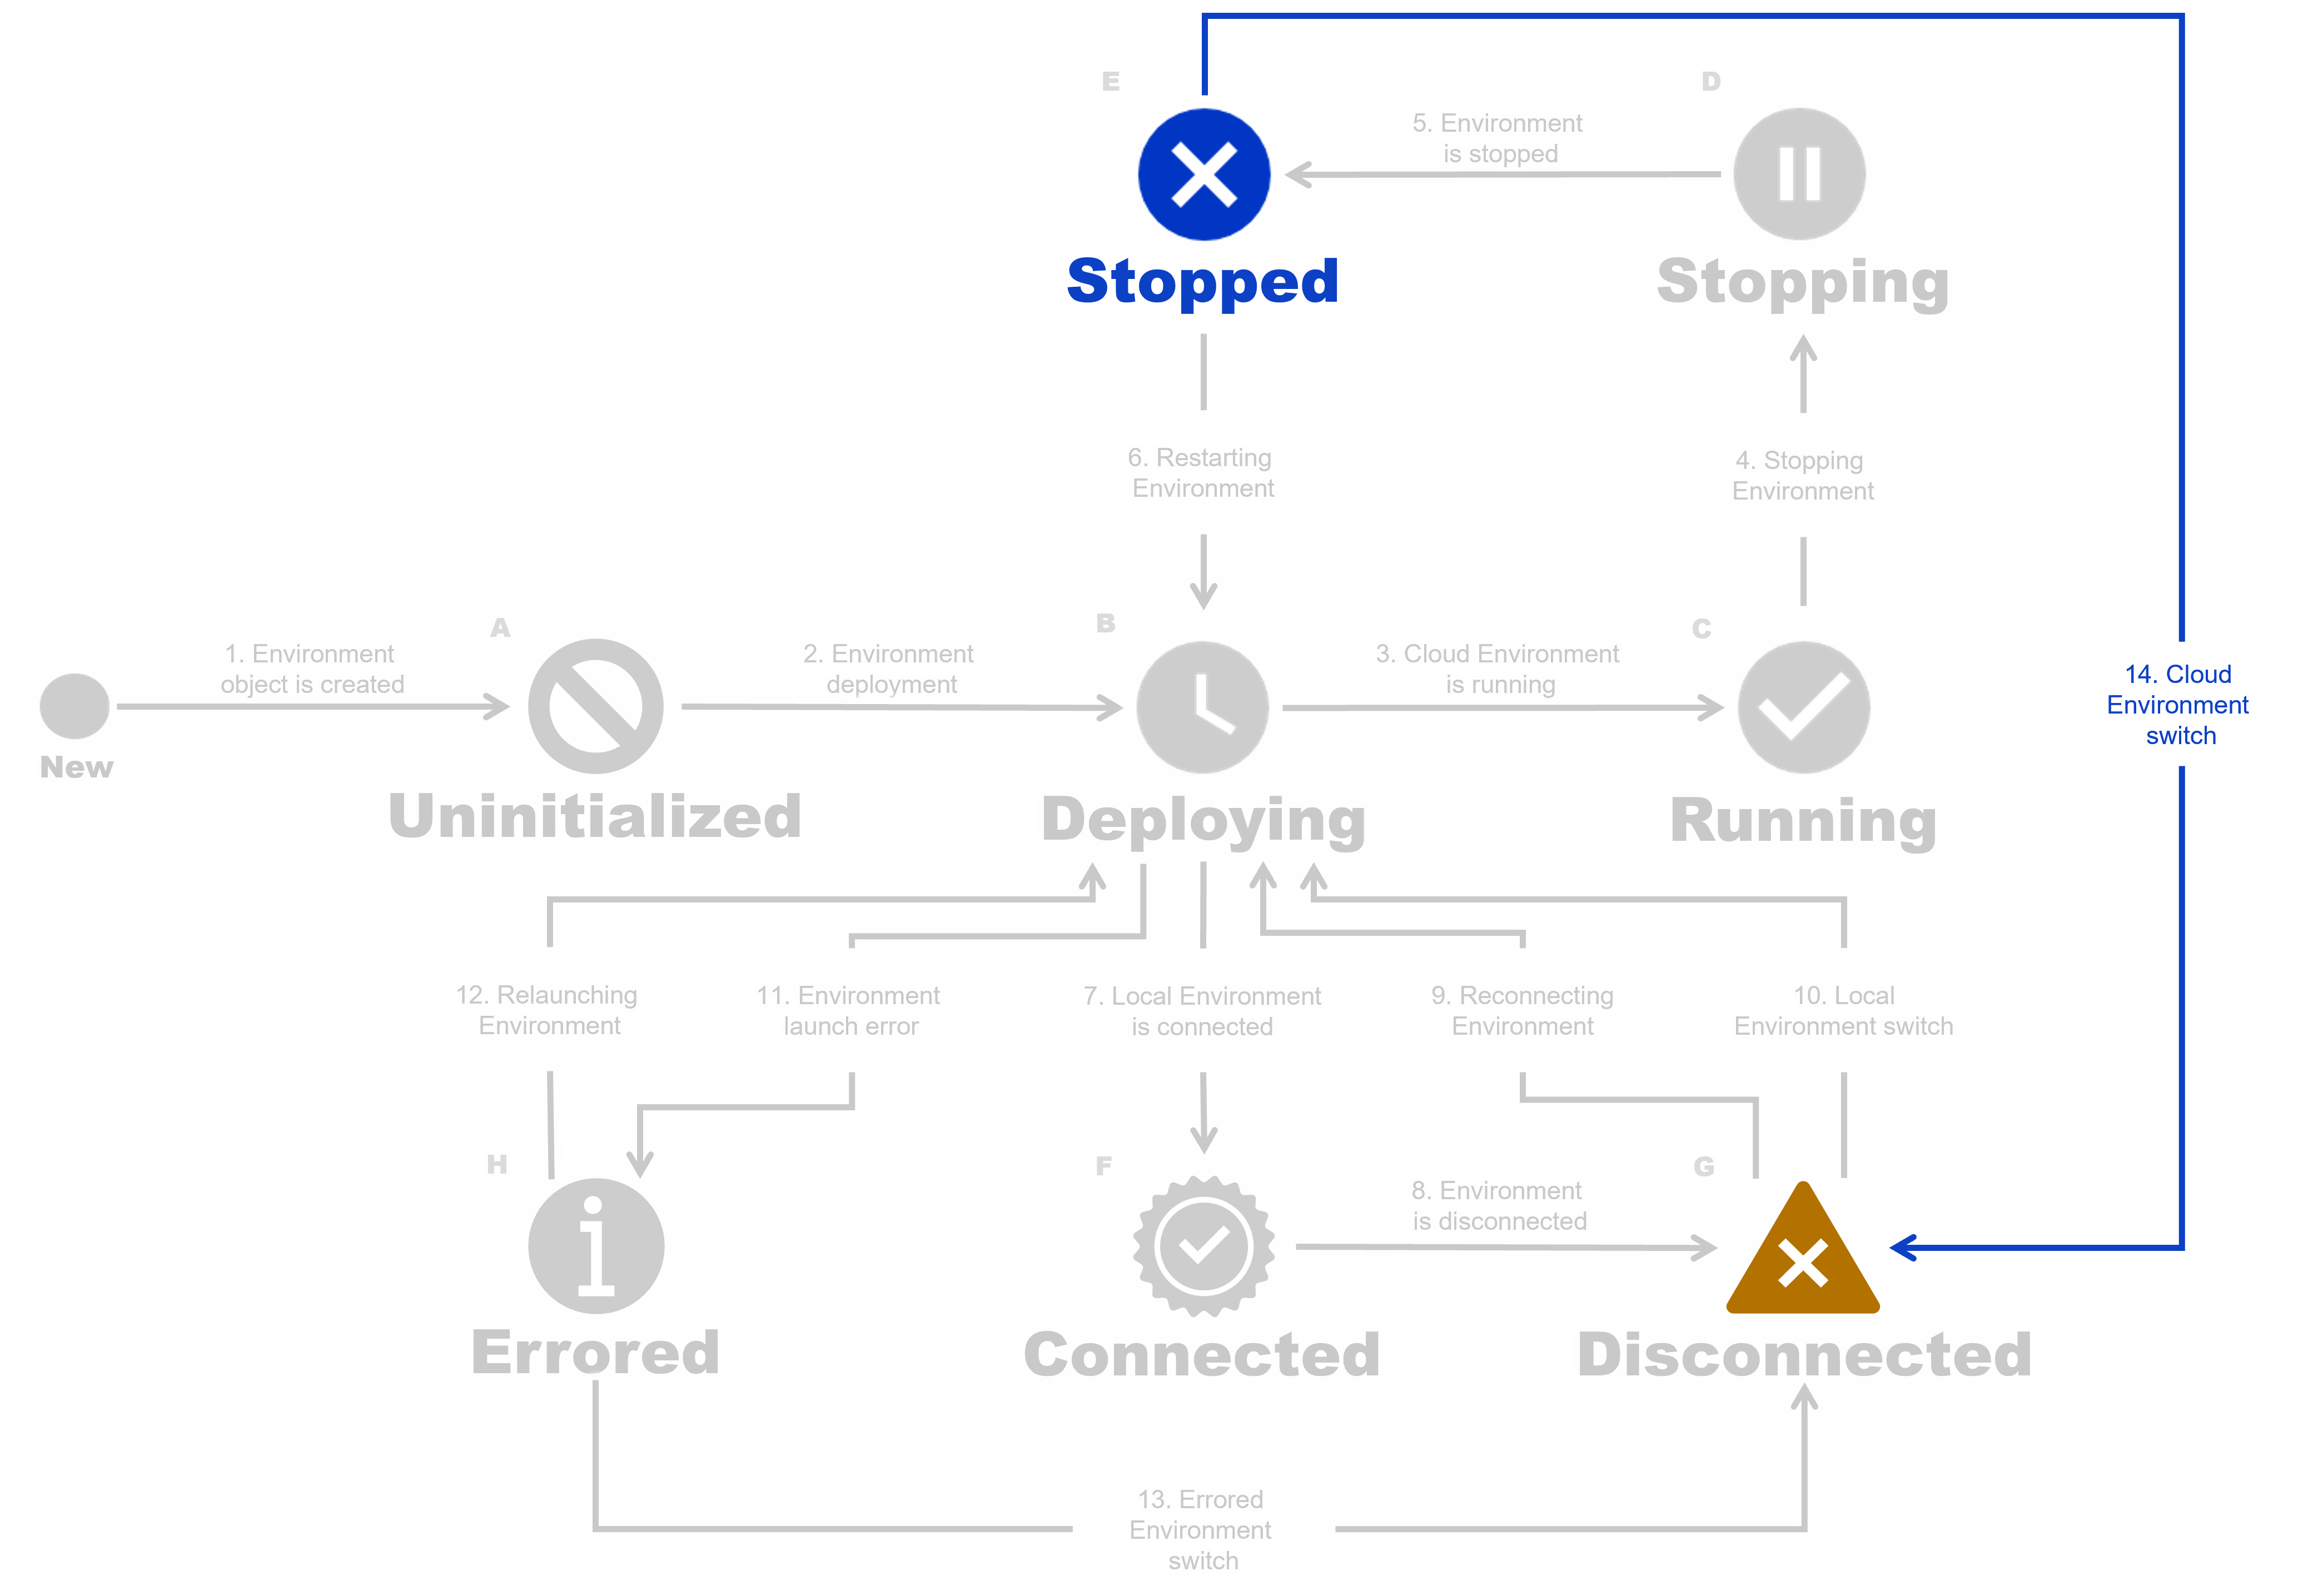 E
D
5. Environment
is stopped
Stopped
Stopping
6. Restarting
Environment
4. Stopping
Environment
A
B
C
1. Environment
object is created
2. Environment
deployment
3. Cloud Environment
is running
14. Cloud
Environment
switch
New
Uninitialized
Deploying
Running
12. Relaunching
Environment
11. Environment
launch error
7. Local Environment
is connected
9. Reconnecting
Environment
10. Local
Environment switch
H
F
G
8. Environment
is disconnected
i
Errored
Connected
Disconnected
13. Errored
Environment
switch